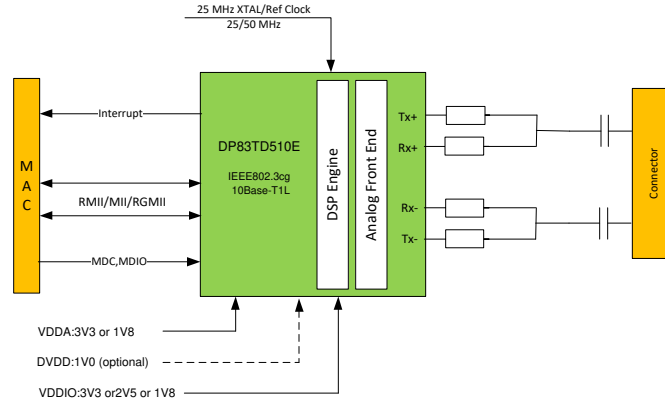 25 MHz XTAL/Ref Clock
25/50 MHz
MAC
Interrupt
RMII/MII/RGMII
MDC,MDIO
DP83TD510E
IEEE802.3cg
10Base-T1L
DSP Engine
Analog Front End
Tx+
Rx+
Rx-
Tx-
Connector
VDDA:3V3 or 1V8
DVDD:1V0 (optional)
VDDIO:3V3 or2V5 or 1V8